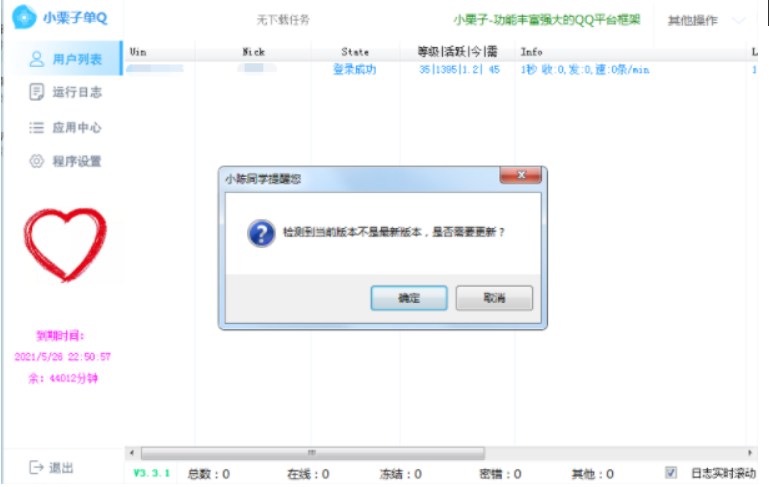 小栗子单Q
无下载任务
小栗子-功能丰富强大的QQ平台框架
其他操作
用户列表
运行日志
应用中心
程序设置
Uin Nick State 等级|活跃|今|需 Info L
登录成功 35|1395|1.2| 45 1秒 收:0,发:0,速:0条/min 1
小陈同学提醒您
检测到当前版本不是最新版本，是否需要更新？
确定
取消
到期时间:
2021/5/26 22:50:57
余: 44012分钟
退出
V3.3.1 总数：0 在线：0 冻结：0 密错：0 其他：0 日志实时滚动